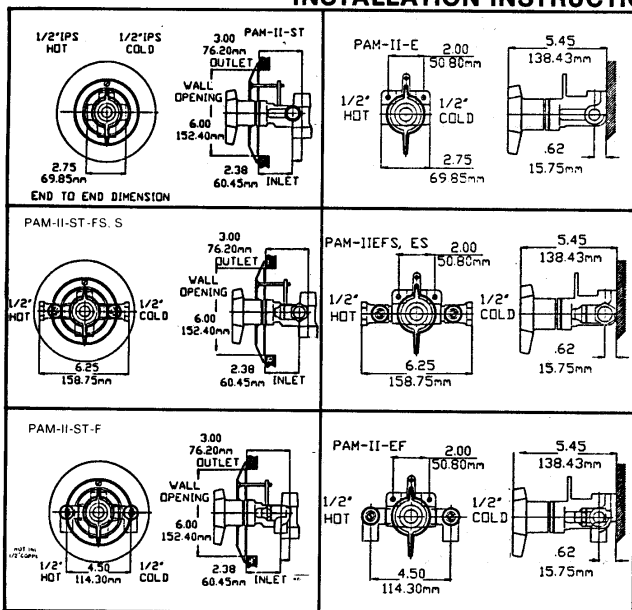 INSTALLATION INSTRUCTI
1/2"IPS HOT
1/2"IPS COLD
2.75
69.85mm
END TO END DIMENSION
PAM-II-ST
3.00
76.20mm
OUTLET
WALL OPENING
6.00
152.40mm
2.38
60.45mm
INLET
PAM-II-E
2.00
50.80mm
1/2" HOT
1/2" COLD
2.75
69.85mm
5.45
138.43mm
.62
15.75mm
PAM-II-ST-FS. S
1/2" HOT
1/2" COLD
6.25
158.75mm
3.00
76.20mm
OUTLET
WALL OPENING
6.00
152.40mm
2.38
60.45mm
INLET
PAM-IIEFS, ES
2.00
50.80mm
1/2" HOT
1/2" COLD
6.25
158.75mm
5.45
138.43mm
.62
15.75mm
PAM-II-ST-F
1/2" HOT
4.50
114.30mm
1/2" COLD
3.00
76.20mm
OUTLET
WALL OPENING
6.00
152.40mm
2.38
60.45mm
INLET
PAM-II-EF
2.00
50.80mm
1/2" HOT
1/2" COLD
4.50
114.30mm
5.45
138.43mm
.62
15.75mm